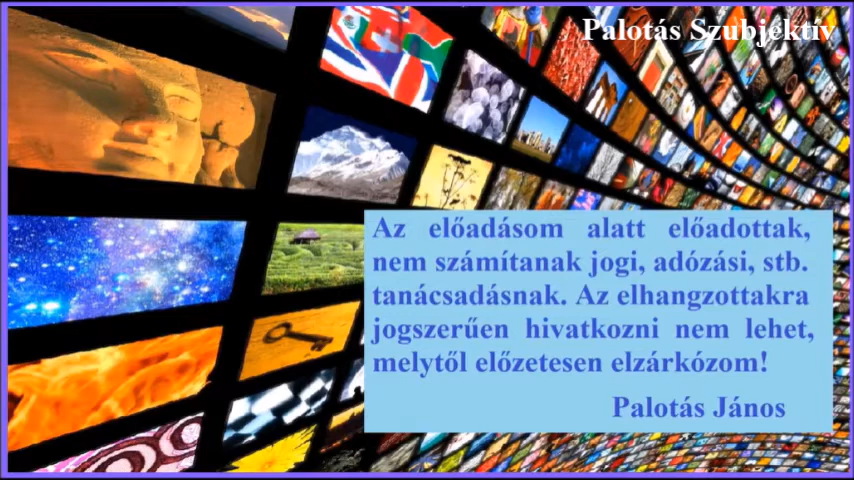 Palotás Szubjektív
Az előadásom alatt előadottak,
nem számítanak jogi, adózási, stb.
tanácsadásnak. Az elhangzottakra
jogszerűen hivatkozni nem lehet,
melytől előzetesen elzárkózom!
Palotás János